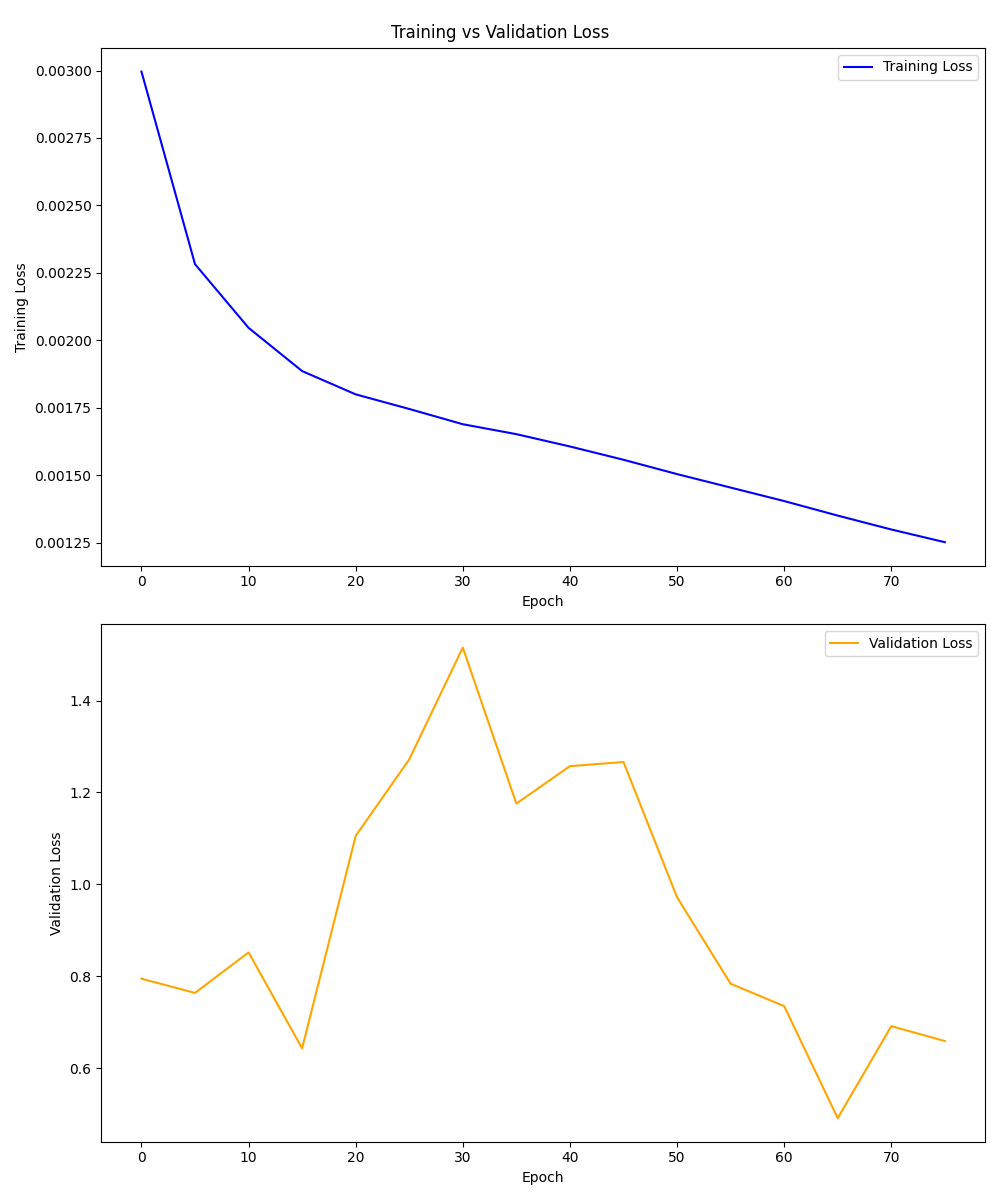 Training vs Validation Loss
Training Loss
0.00300
0.00275
0.00250
0.00225
0.00200
0.00175
0.00150
0.00125
Training Loss
0 10 20 30 40 50 60 70
Epoch
Validation Loss
1.4
1.2
1.0
0.8
0.6
Validation Loss
0 10 20 30 40 50 60 70
Epoch